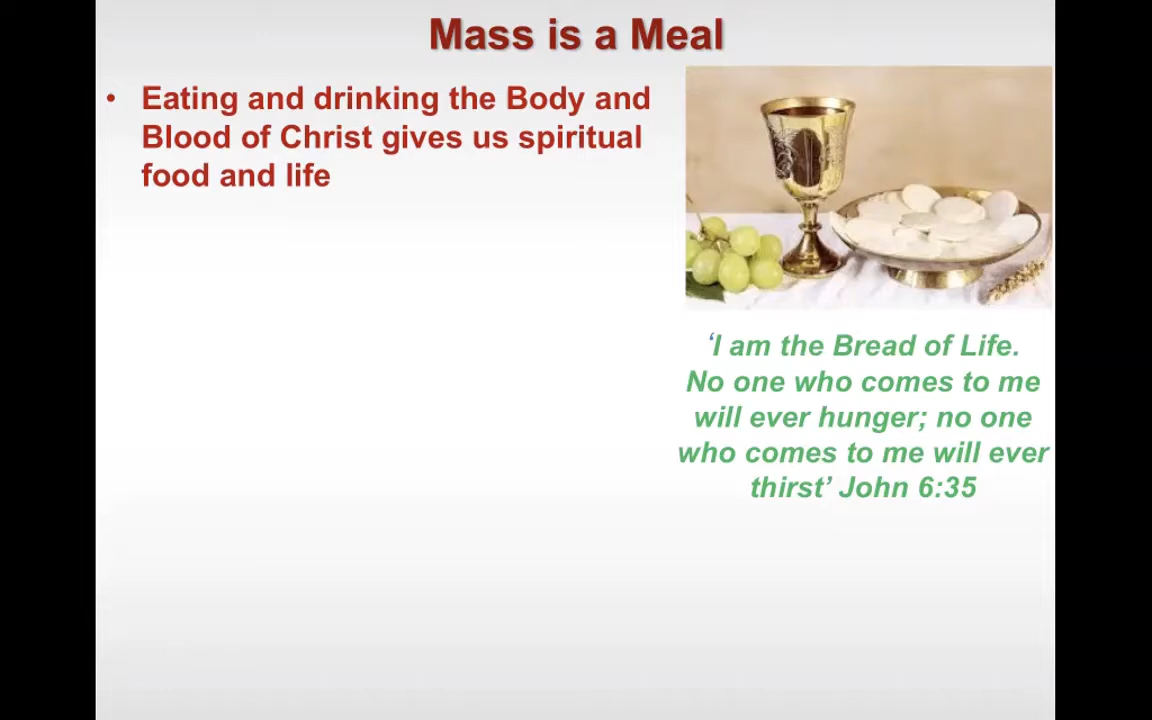 Mass is a Meal
• Eating and drinking the Body and
Blood of Christ gives us spiritual
food and life
‘I am the Bread of Life.
No one who comes to me
will ever hunger; no one
who comes to me will ever
thirst’ John 6:35